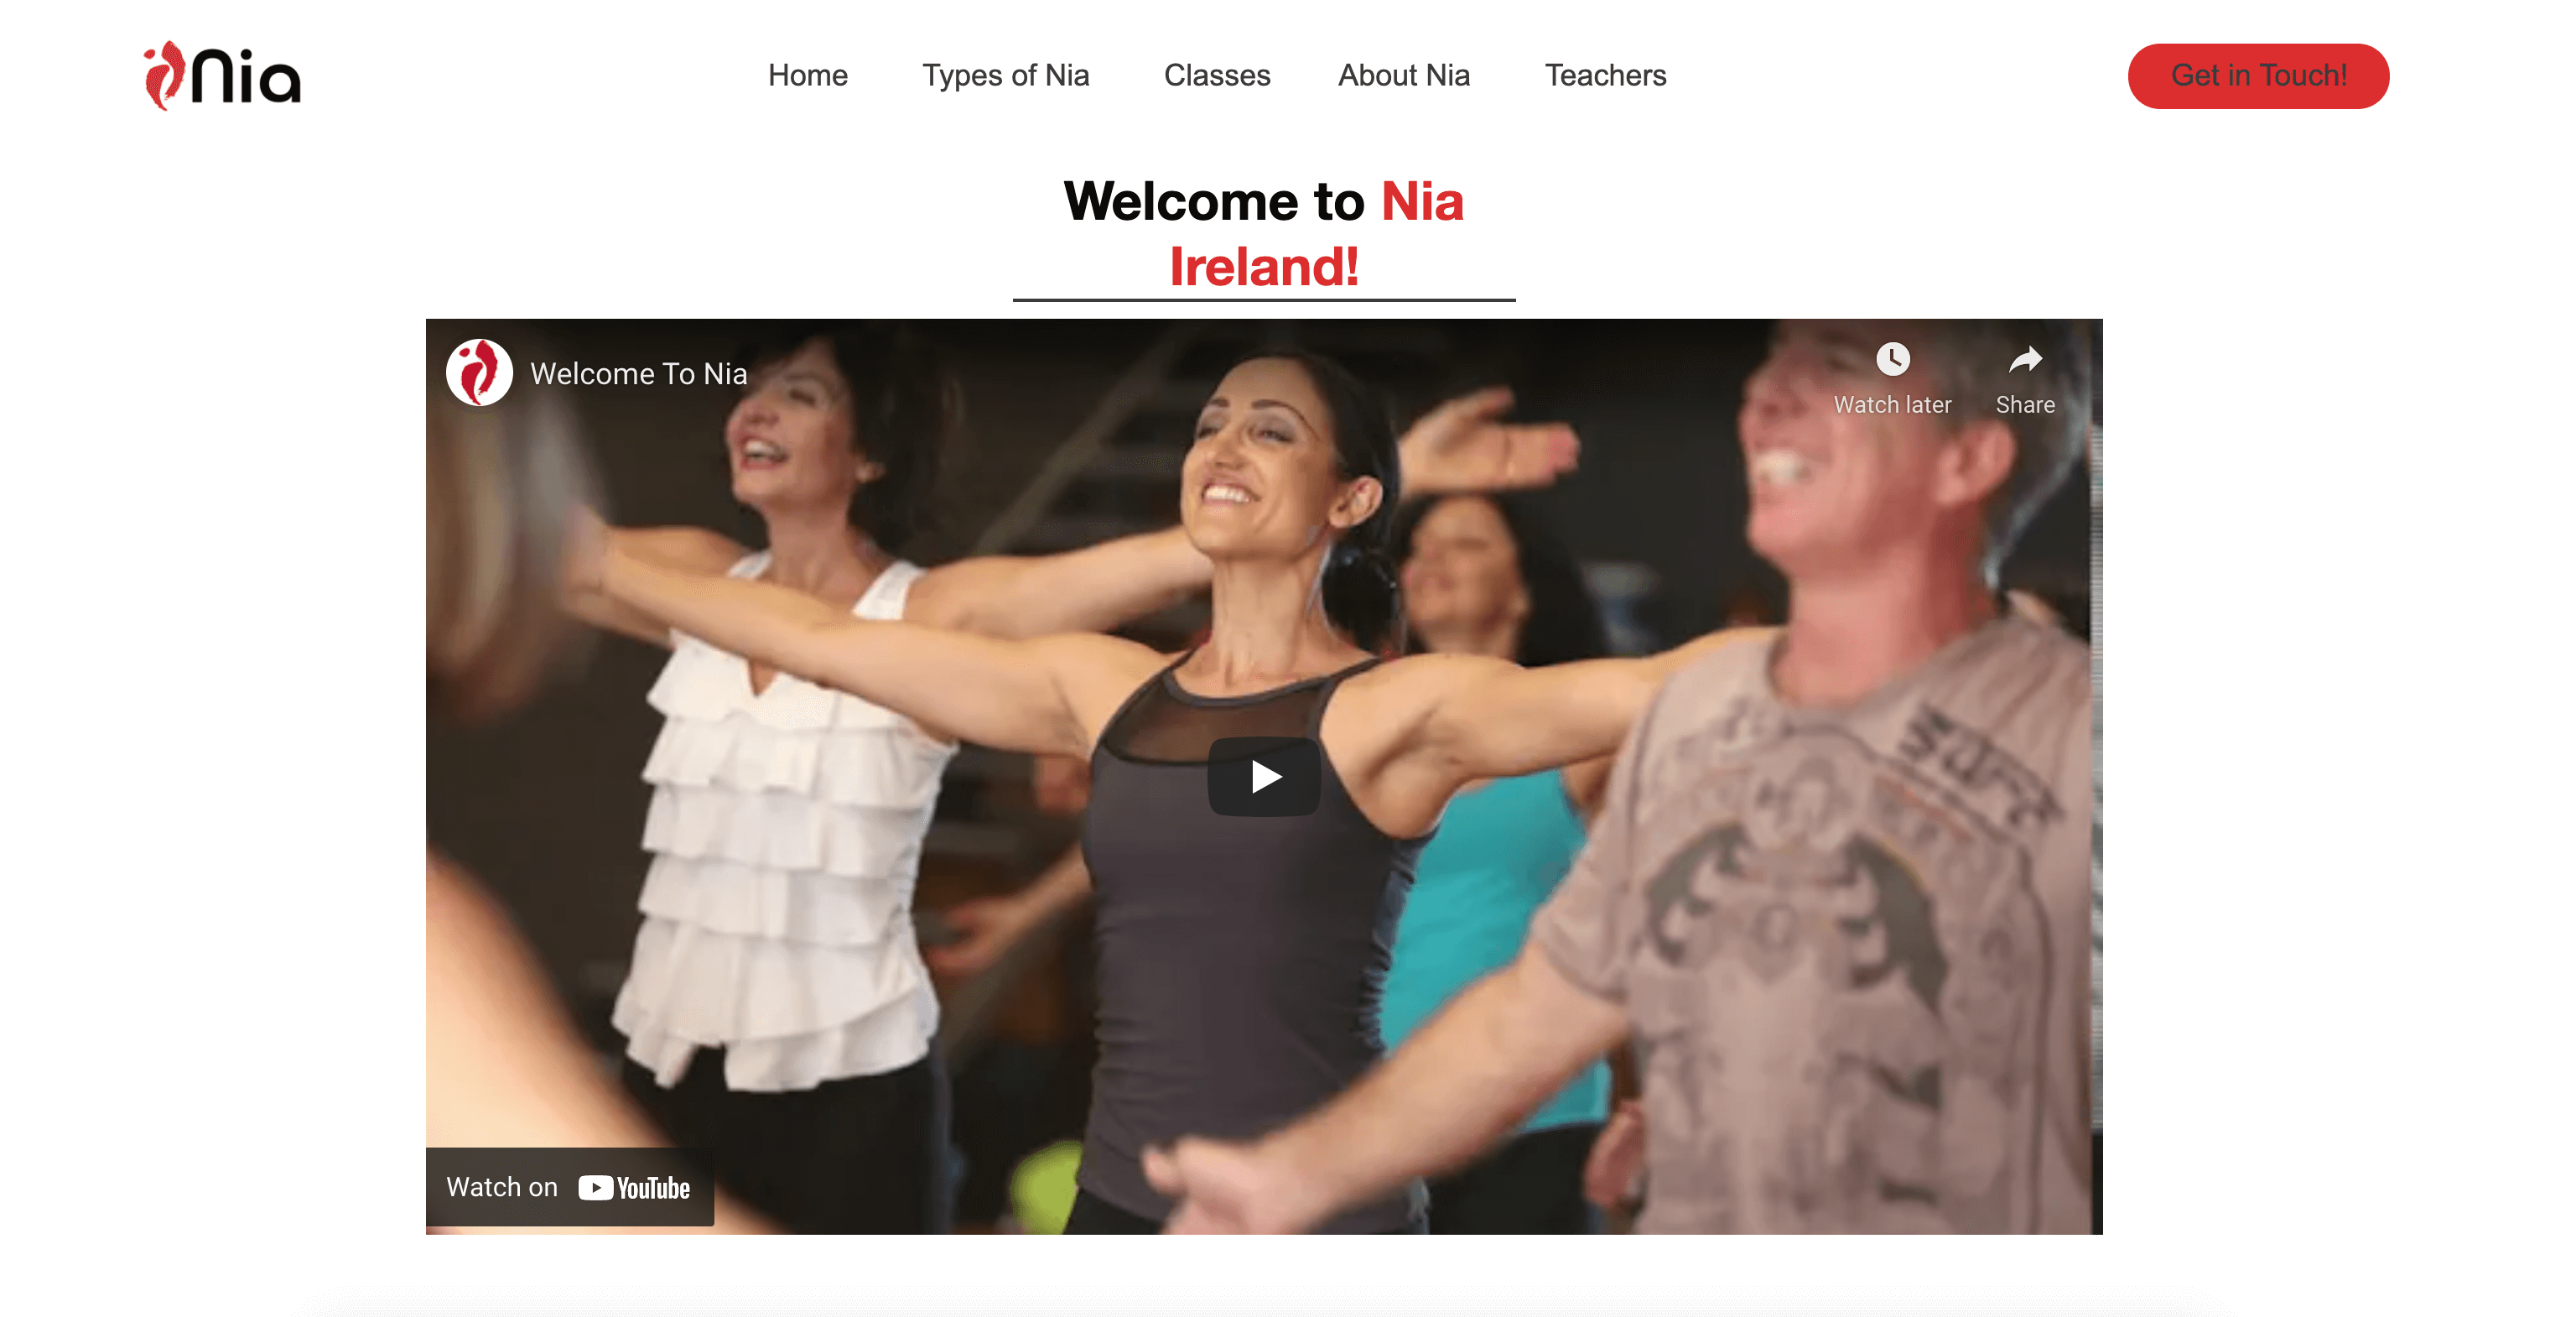 Nia
Home
Types of Nia
Classes
About Nia
Teachers
Get in Touch!
Welcome to Nia
Ireland!
Welcome To Nia
Watch later
Share
Watch on YouTube